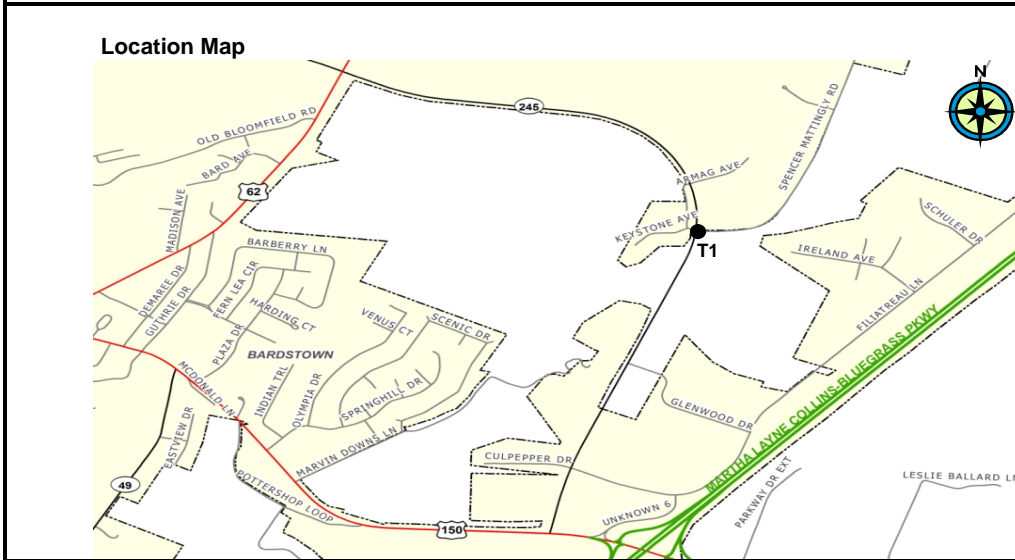 Location Map
N
245
OLD BLOOMFIELD RD
BARD AVE
62
MADISON AVE
ARMAG AVE
SPENCER MATTINGLY RD
KEYSTONE AVE
T1
SCHULER DR
IRELAND AVE
FILIATREAU LN
BARBERRY LN
DEMAREE DR
GUTHRIE DR
FERN LEA CIR
HARDING CT
PLAZA DR
VENUS CT
SCENIC DR
BARDSTOWN
MCDONALD LN
INDIAN TRL
OLYMPIA DR
SPRINGHILL DR
MARTHA LAYNE COLLINS-BLUEGRASS PKWY
GLENWOOD DR
EASTVIEW DR
MARVIN DOWNS LN
CULPEPPER DR
49
POTTERSHOP LOOP
150
UNKNOWN 6
PARKWAY DR EXT
LESLIE BALLARD LN